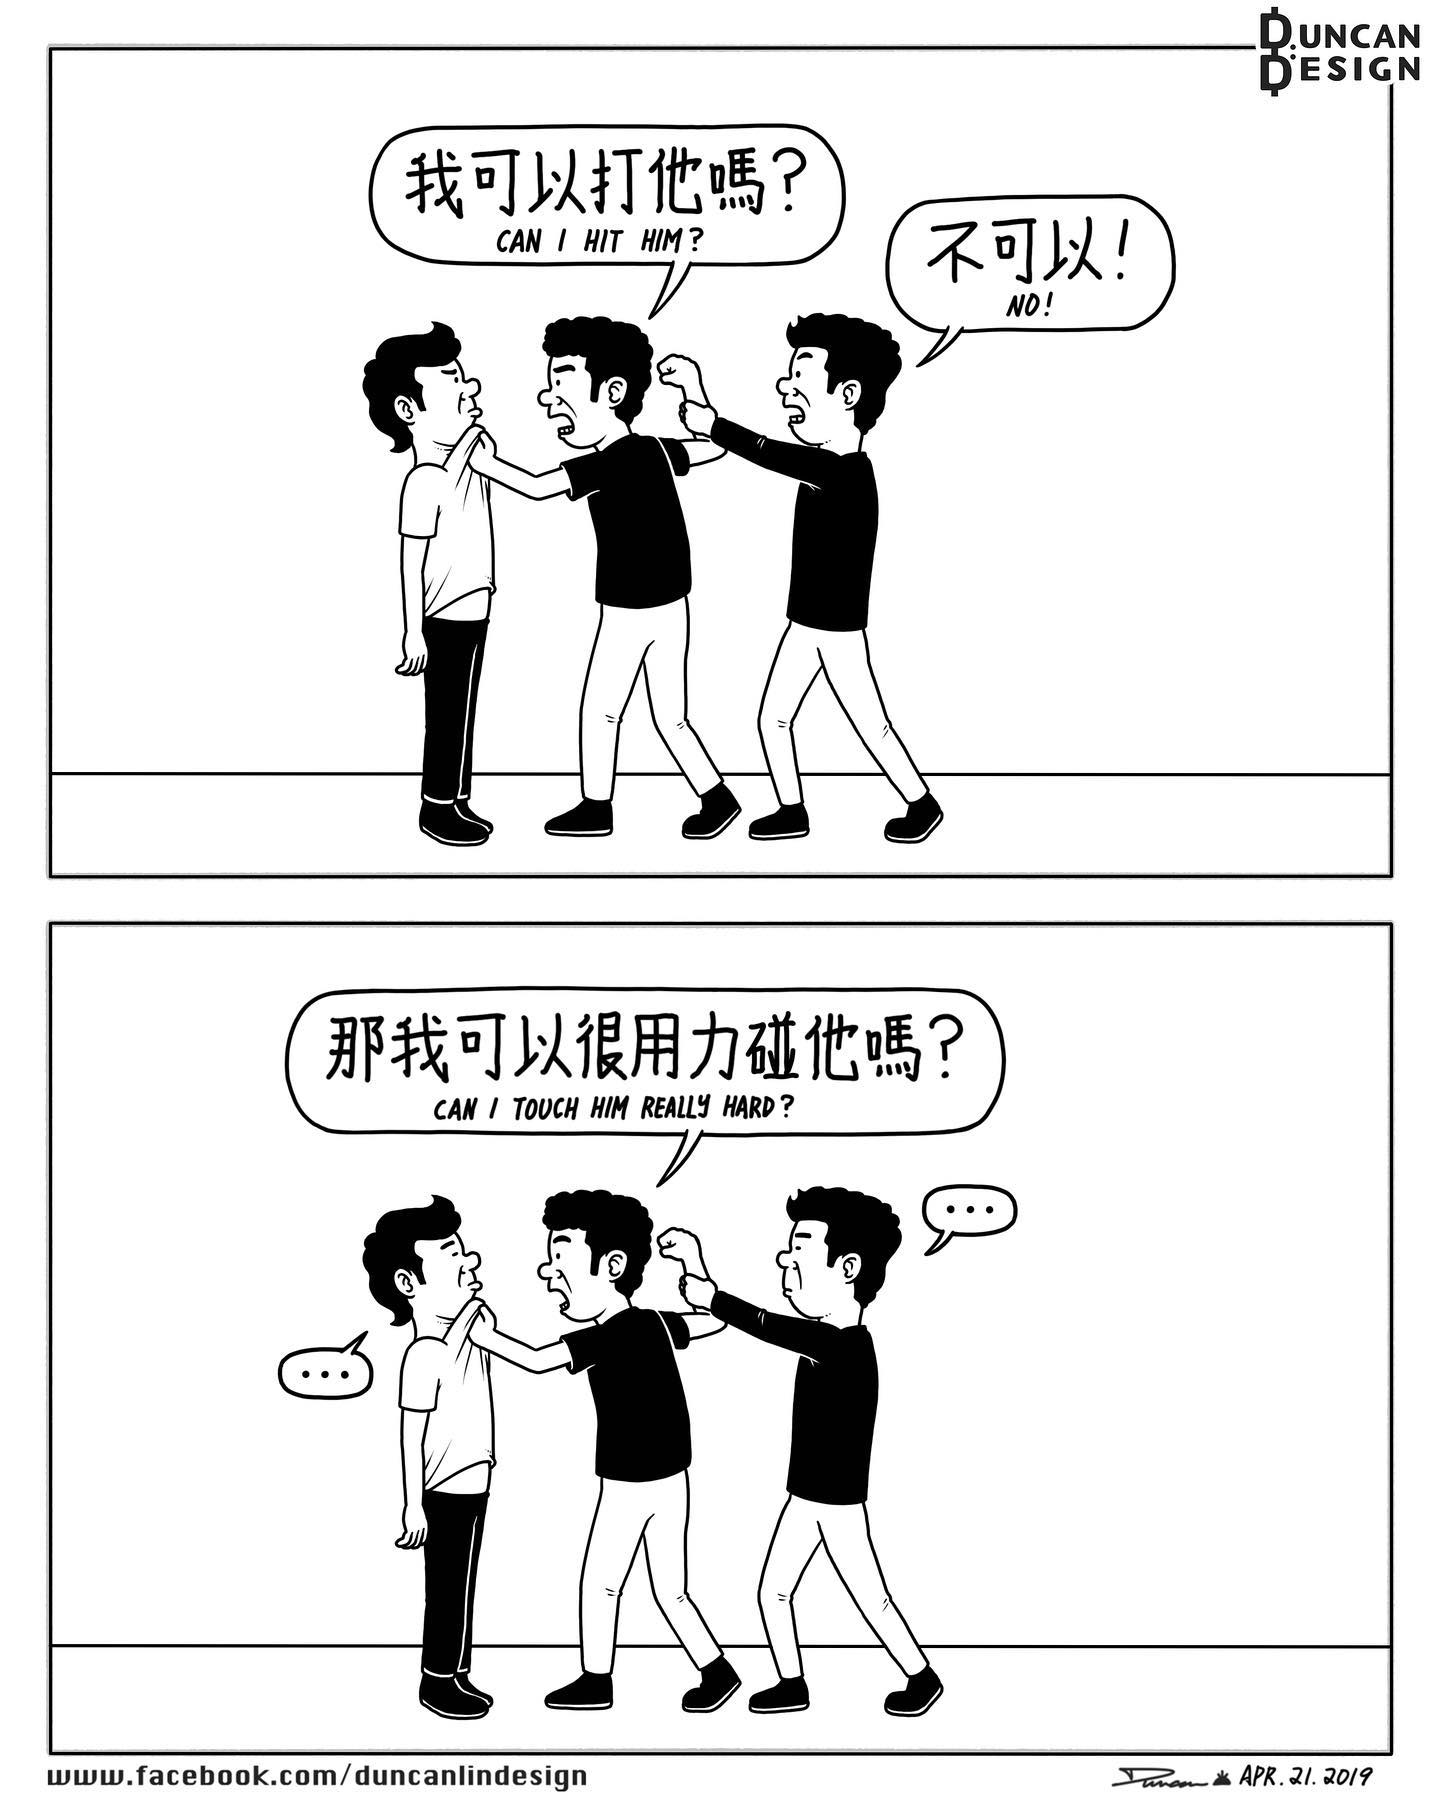 DUNCAN
DESIGN
我可以打他嗎？
CAN I HIT HIM?
不可以！
NO!
那我可以很用力碰他嗎？
CAN I TOUCH HIM REALLY HARD?
...
...
www.facebook.com/duncanlindesign
Duncan APR.21.2019